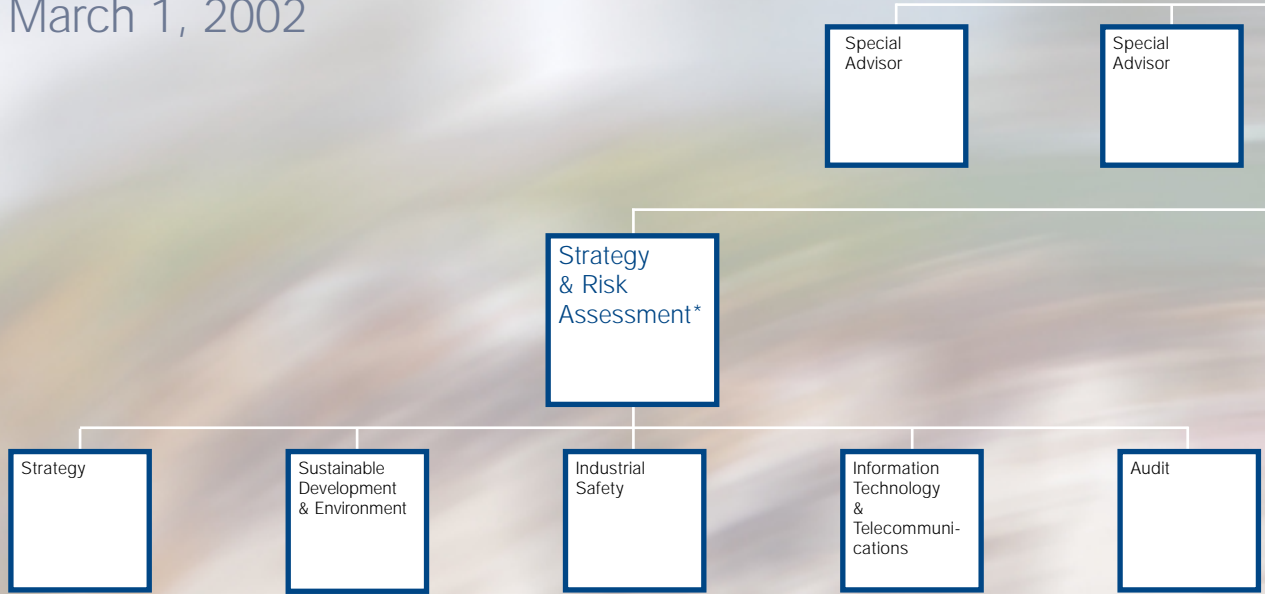 March 1, 2002
Special
Advisor
Special
Advisor
Strategy
& Risk
Assessment*
Strategy
Sustainable
Development
& Environment
Industrial
Safety
Information
Technology
&
Telecommuni-
cations
Audit